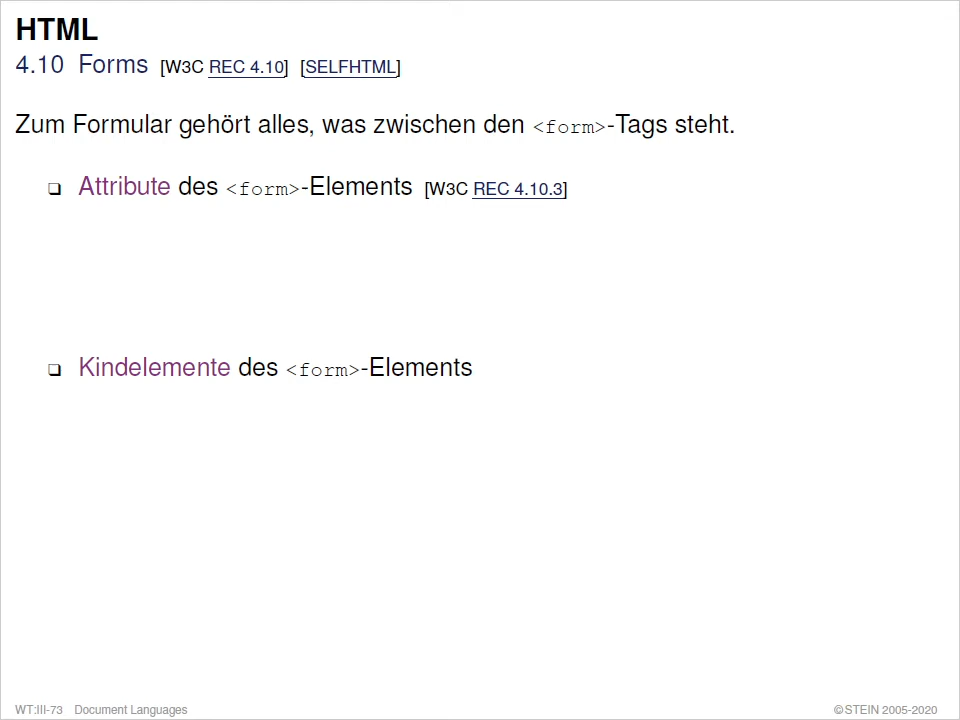 HTML
4.10 Forms [W3C REC 4.10] [SELFHTML]
Zum Formular gehört alles, was zwischen den <form>-Tags steht.
❑ Attribute des <form>-Elements [W3C REC 4.10.3]
❑ Kindelemente des <form>-Elements
WT:III-73 Document Languages ©STEIN 2005-2020